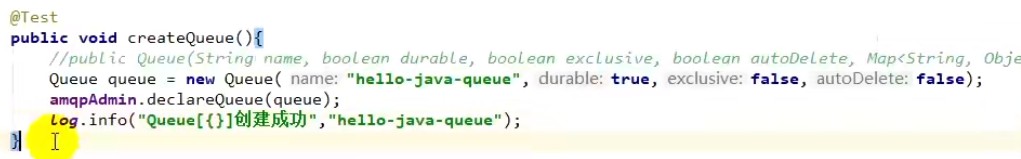 @Test
public void createQueue(){
//public Queue(String name, boolean durable, boolean exclusive, boolean autoDelete, Map<String, Obje
Queue queue = new Queue( name: "hello-java-queue", durable: true, exclusive: false, autoDelete: false);
amqpAdmin.declareQueue(queue);
log.info("Queue[{}]创建成功","hello-java-queue");
}